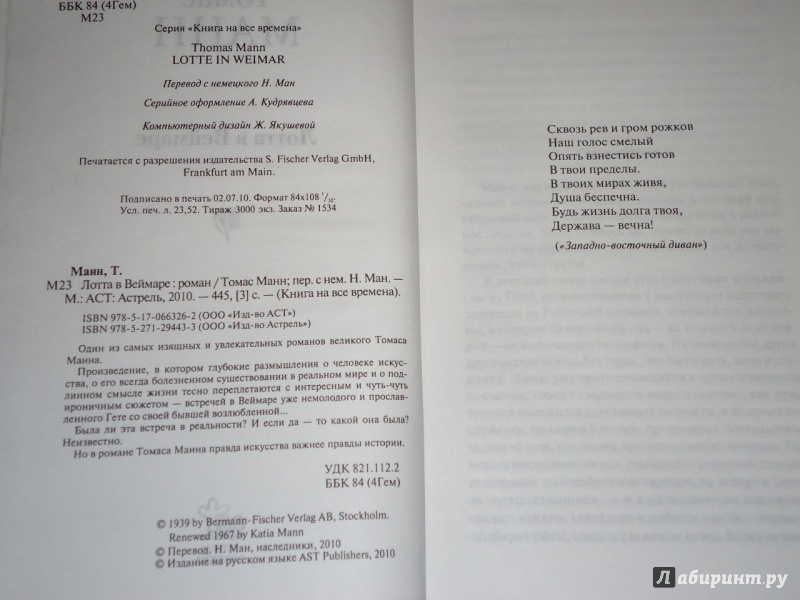 Томас
МАНН
ББК 84 (4Гем)
М23
Серия «Книга на все времена»
Thomas Mann
LOTTE IN WEIMAR
Перевод с немецкого Н. Ман
Серийное оформление А. Кудрявцева
Компьютерный дизайн Ж. Якушевой
Лотта в Веймаре
Печатается с разрешения издательства S. Fischer Verlag GmbH,
Frankfurt am Main.
Подписано в печать 02.07.10. Формат 84x108 1/32.
Усл. печ. л. 23,52. Тираж 3000 экз. Заказ № 1534
Манн, Т.
М23 Лотта в Веймаре : роман / Томас Манн; пер. с нем. Н. Ман. —
М.: АСТ: Астрель, 2010. — 445, [3] с. — (Книга на все времена).
ISBN 978-5-17-066326-2 (ООО «Изд-во АСТ»)
ISBN 978-5-271-29443-3 (ООО «Изд-во Астрель»)
Один из самых изящных и увлекательных романов великого Томаса
Манна.
Произведение, в котором глубокие размышления о человеке искус-
ства, о его всегда болезненном существовании в реальном мире и о под-
линном смысле жизни тесно переплетаются с интересным и чуть-чуть
ироничным сюжетом — встречей в Веймаре уже немолодого и прослав-
ленного Гете со своей бывшей возлюбленной...
Была ли эта встреча в реальности? И если да — то какой она была?
Неизвестно.
Но в романе Томаса Манна правда искусства важнее правды истории.
УДК 821.112.2
ББК 84 (4Гем)
© 1939 by Bermann-Fischer Verlag AB, Stockholm.
Renewed 1967 by Katia Mann
© Перевод. Н. Ман, наследники, 2010
© Издание на русском языке AST Publishers, 2010
Сквозь рев и гром рожков
Наш голос смелый
Опять взнестись готов
В твои пределы.
В твоих мирах живя,
Душа беспечна.
Будь жизнь долга твоя,
Держава — вечна!
(«Западно-восточный диван»)
Лабиринт.ру